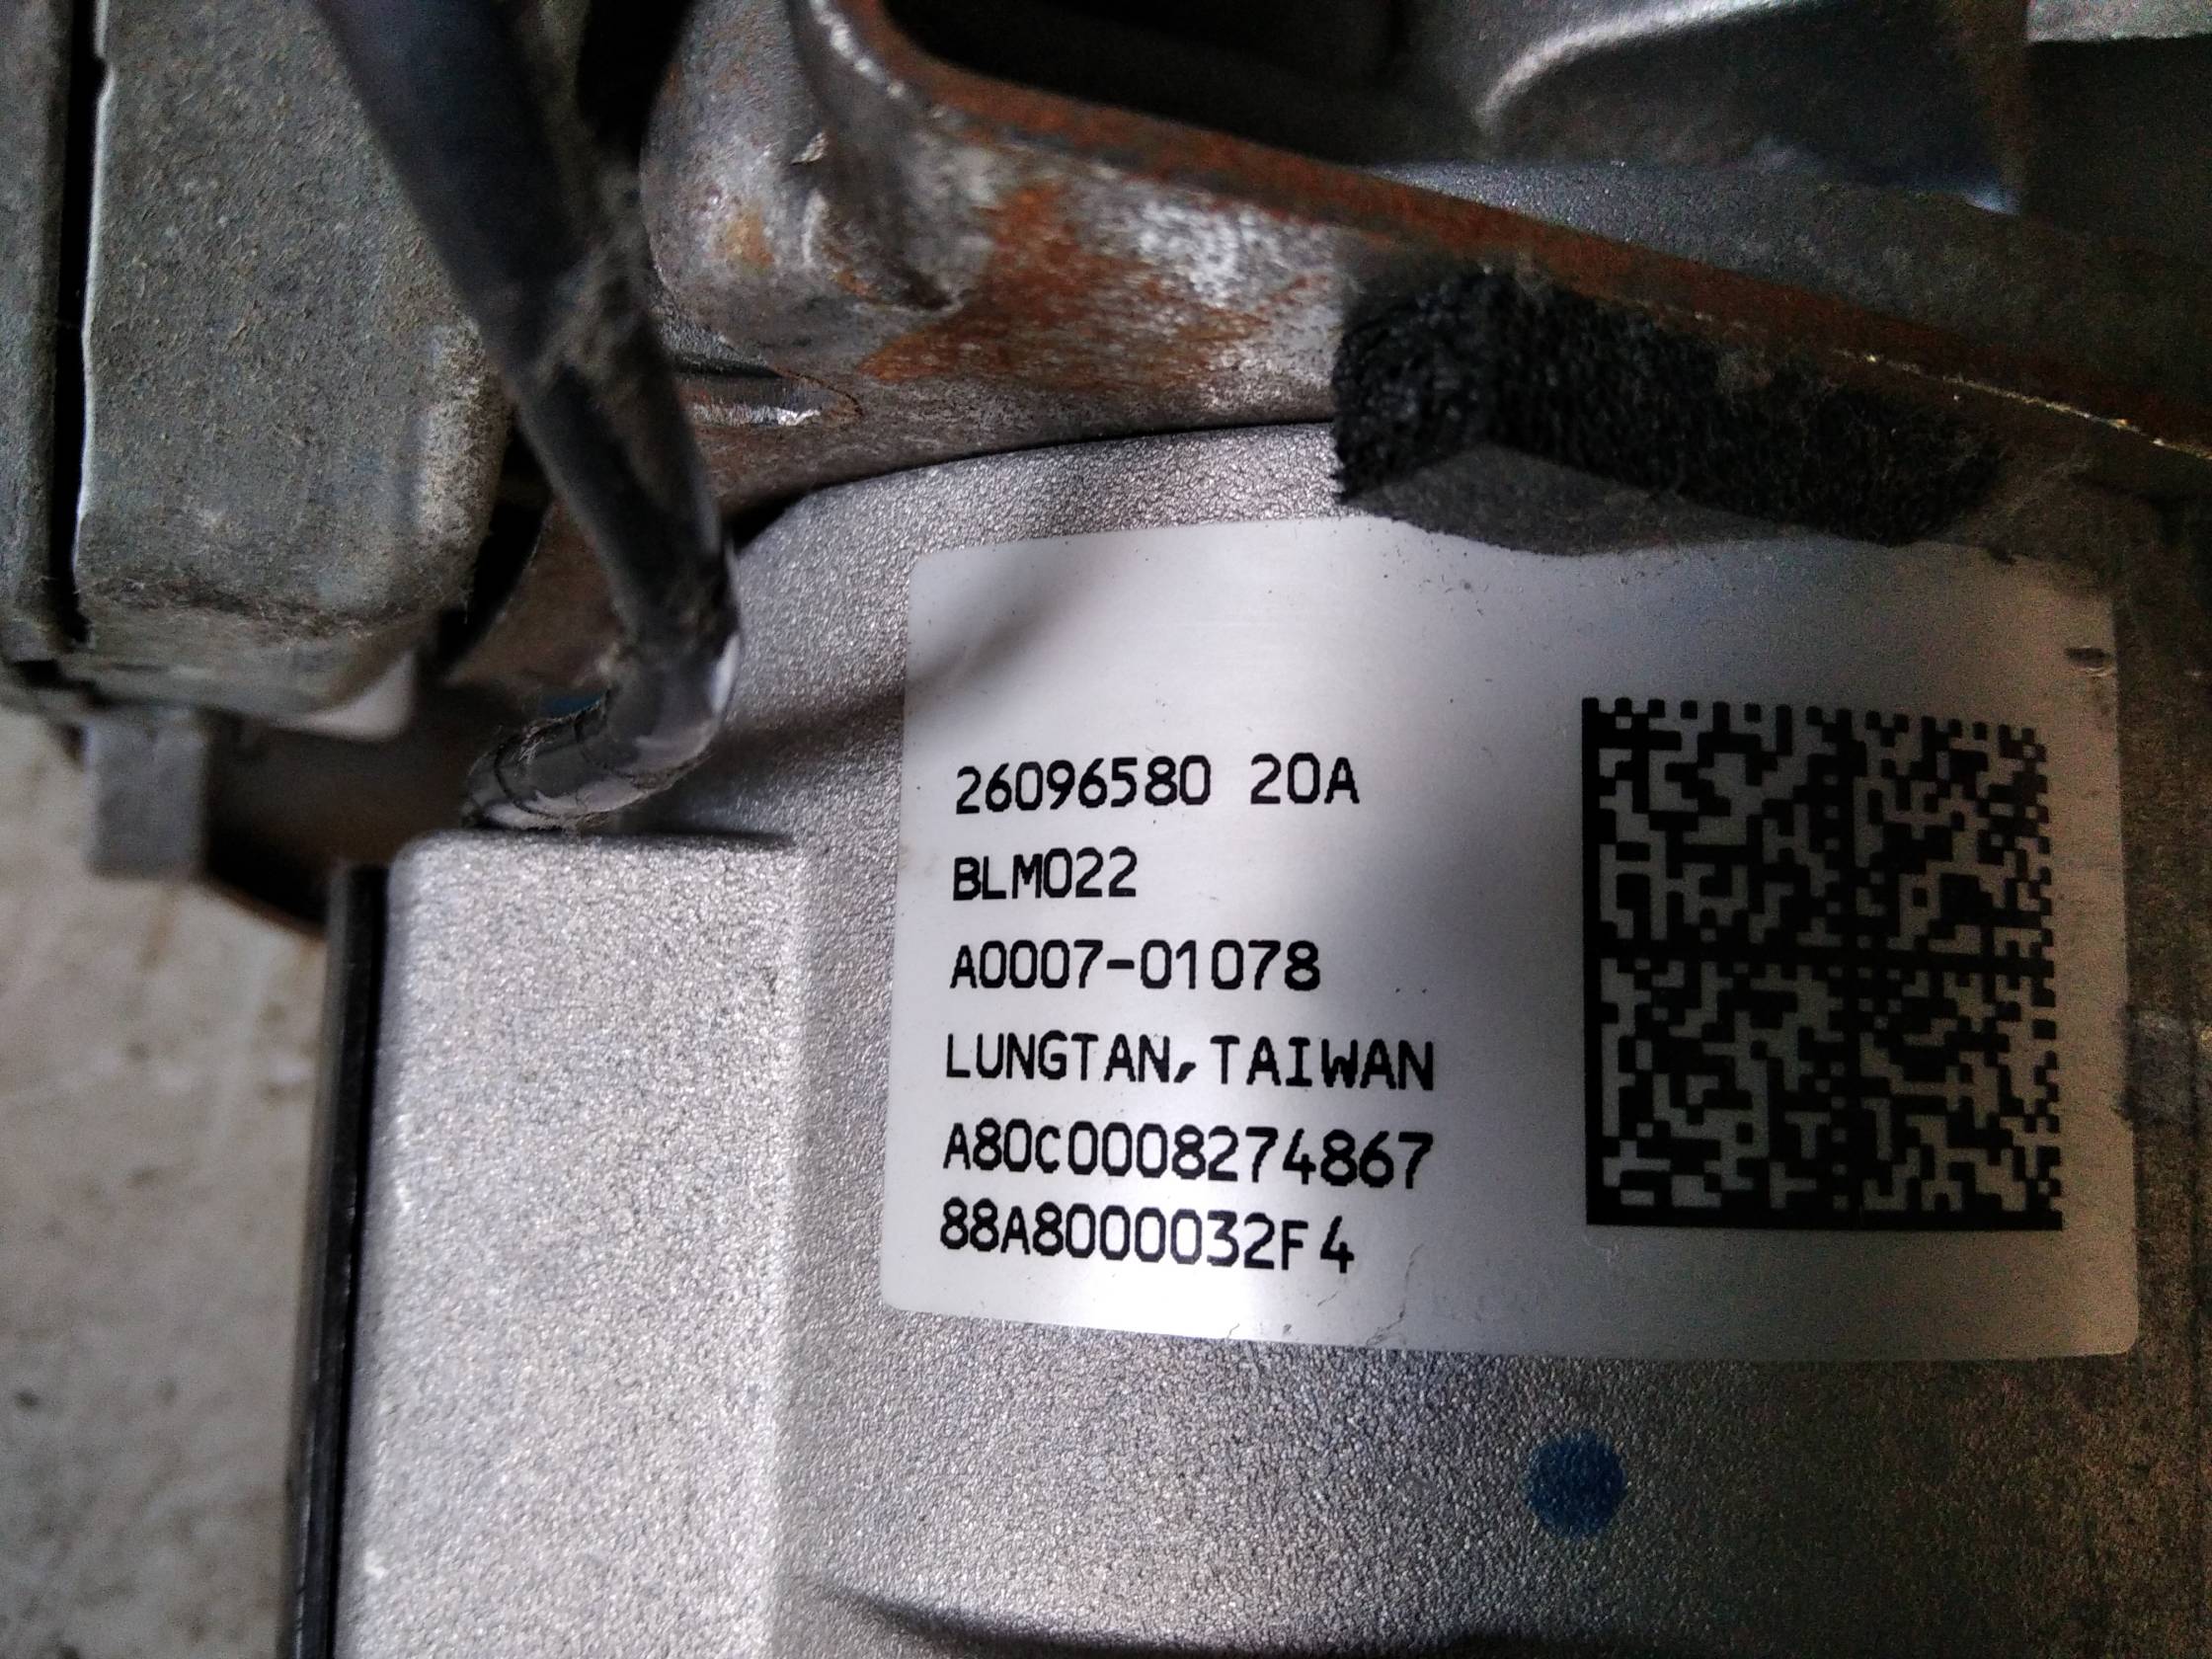 26096580 20A
BLM022
A0007-01078
LUNGTAN,TAIWAN
A80C0008274867
88A8000032F4